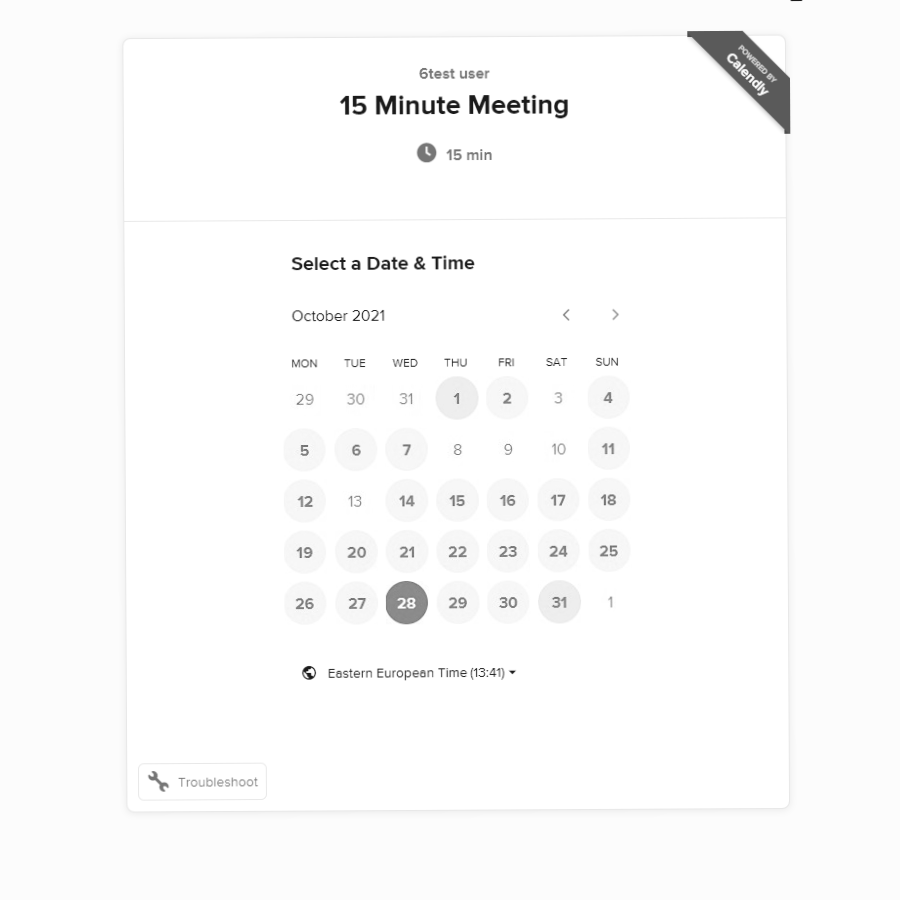 POWERED BY
Calendly
6test user
15 Minute Meeting
15 min
Select a Date & Time
October 2021
MON TUE WED THU FRI SAT SUN
29 30 31 1 2 3 4
5 6 7 8 9 10 11
12 13 14 15 16 17 18
19 20 21 22 23 24 25
26 27 28 29 30 31 1
Eastern European Time (13:41)
Troubleshoot